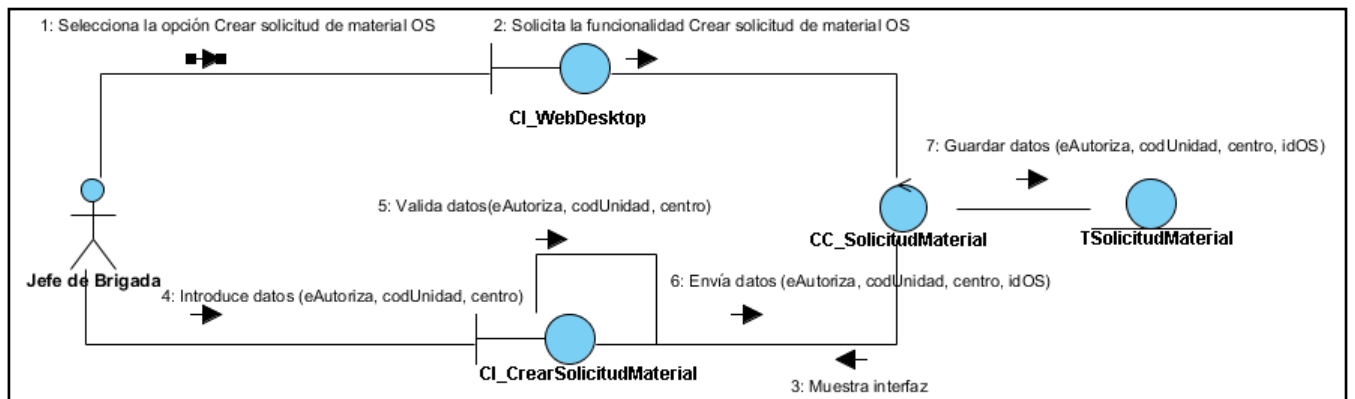 1: Selecciona la opción Crear solicitud de material OS
2: Solicita la funcionalidad Crear solicitud de material OS
CI_WebDesktop
7: Guardar datos (eAutoriza, codUnidad, centro, idOS)
5: Valida datos(eAutoriza, codUnidad, centro)
CC_SolicitudMaterial
TSolicitudMaterial
Jefe de Brigada
4: Introduce datos (eAutoriza, codUnidad, centro)
6: Envía datos (eAutoriza, codUnidad, centro, idOS)
CI_CrearSolicitudMaterial
3: Muestra interfaz